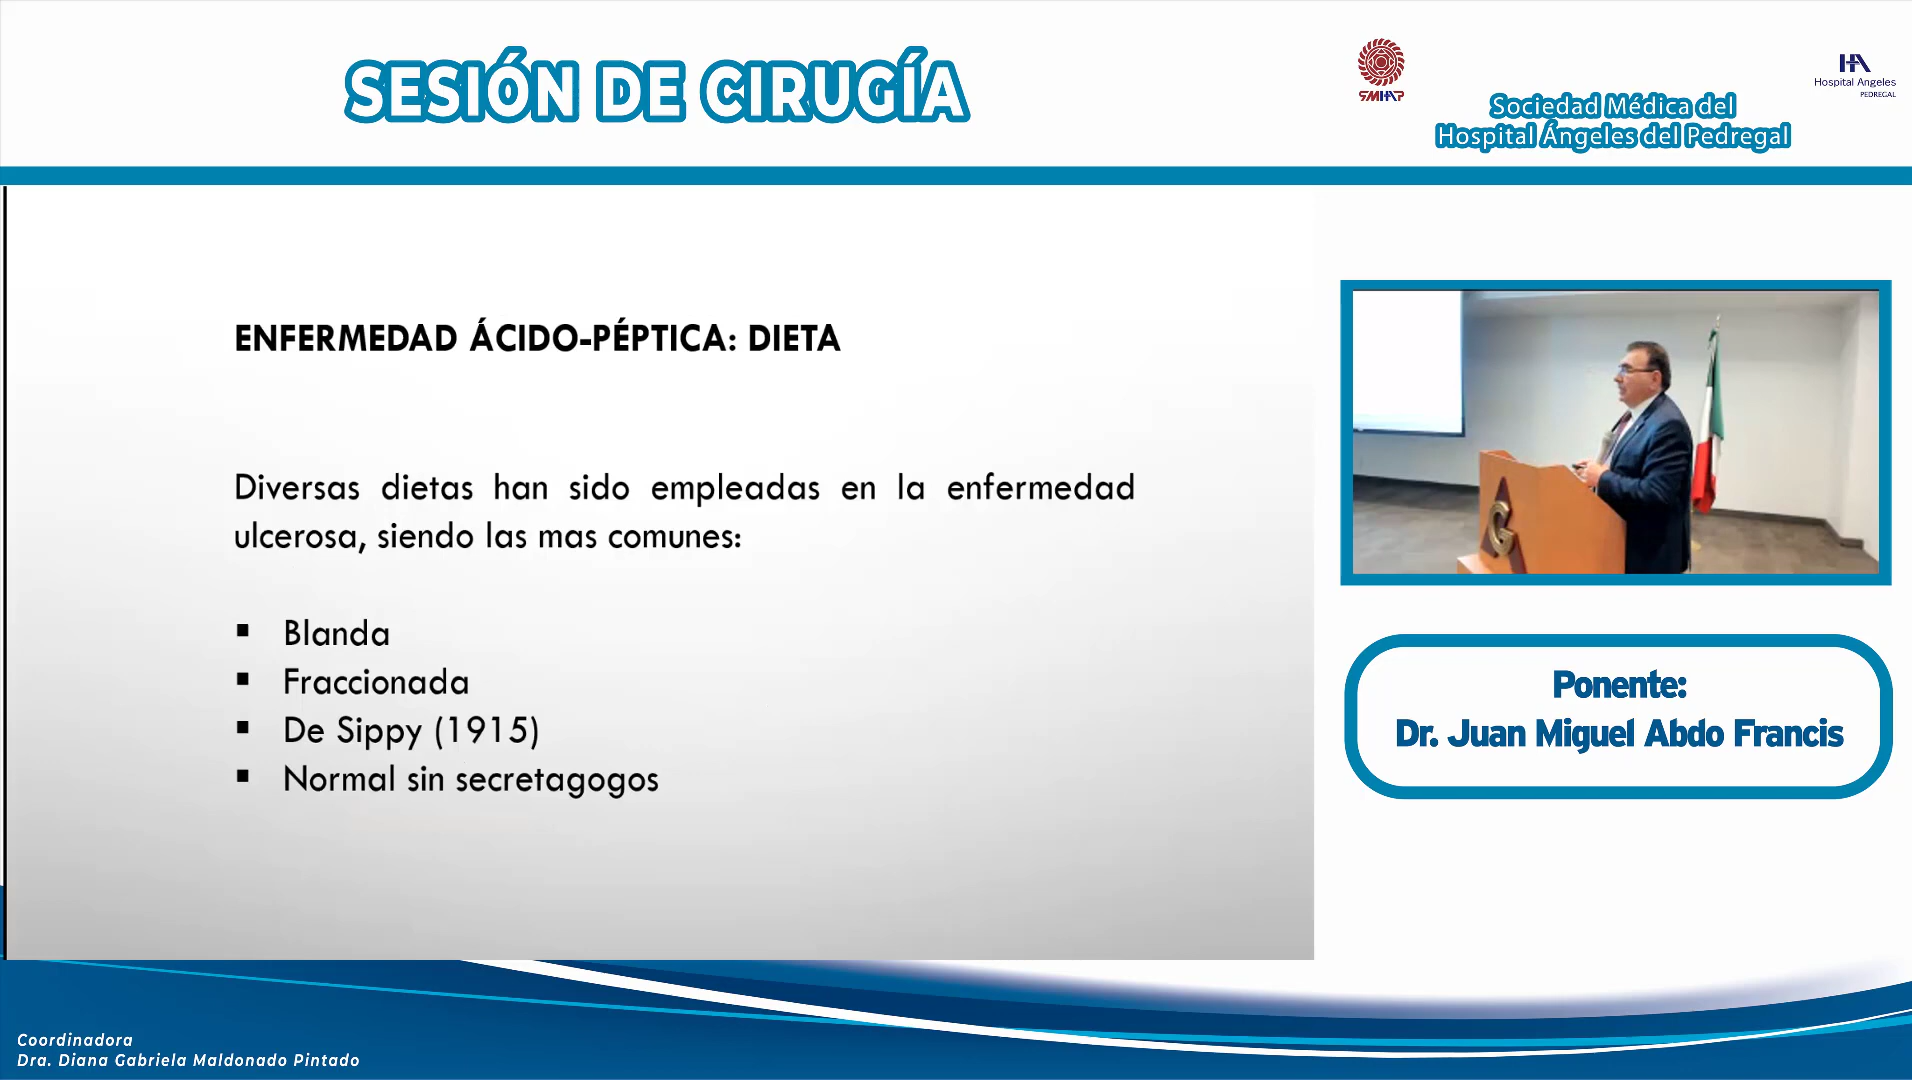 SESIÓN DE CIRUGÍA
SMHAP
Sociedad Médica del
Hospital Ángeles del Pedregal
HA
Hospital Angeles
PEDREGAL
ENFERMEDAD ÁCIDO-PÉPTICA: DIETA
Diversas dietas han sido empleadas en la enfermedad
ulcerosa, siendo las mas comunes:
▪ Blanda
▪ Fraccionada
▪ De Sippy (1915)
▪ Normal sin secretagogos
G
Ponente:
Dr. Juan Miguel Abdo Francis
Coordinadora
Dra. Diana Gabriela Maldonado Pintado